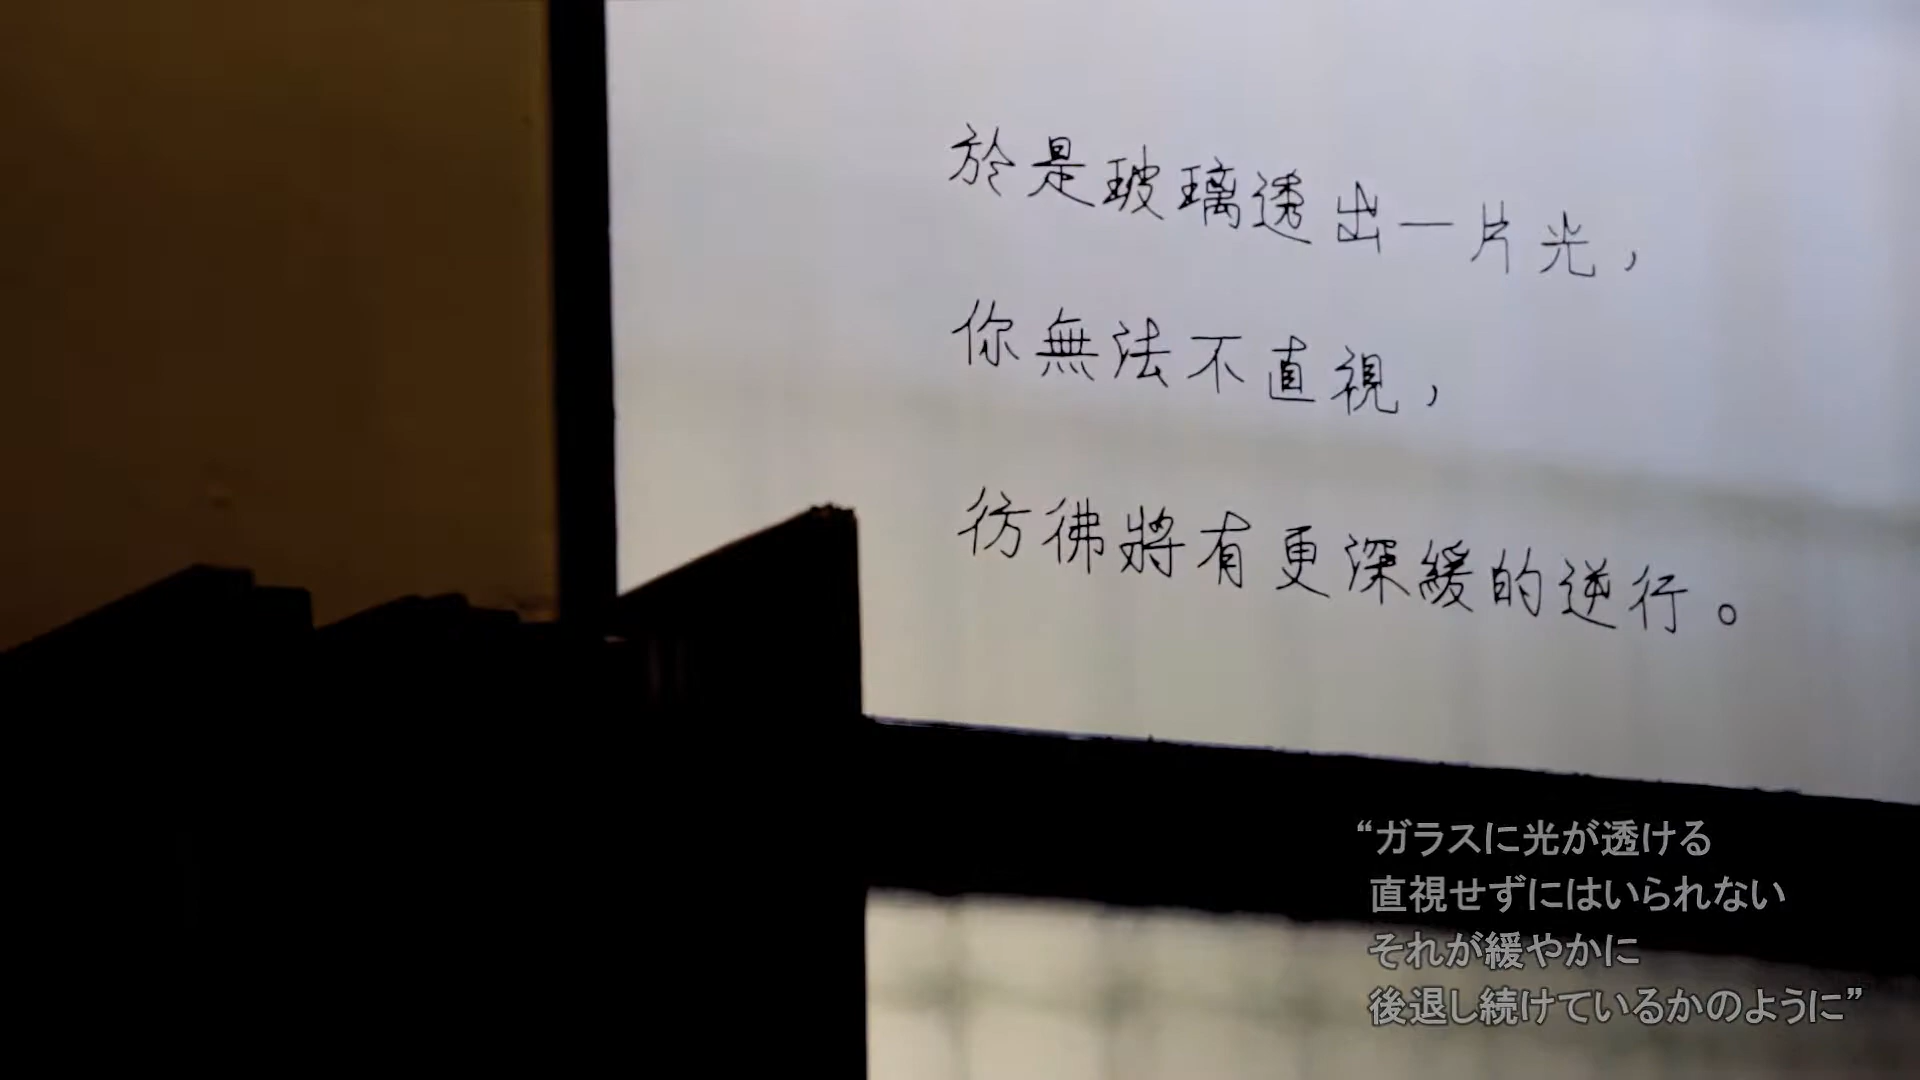 於是玻璃透出一片光，
你無法不直視，
彷彿將有更深緩的逆行。
“ガラスに光が透ける
直視せずにはいられない
それが緩やかに
後退し続けているかのように”